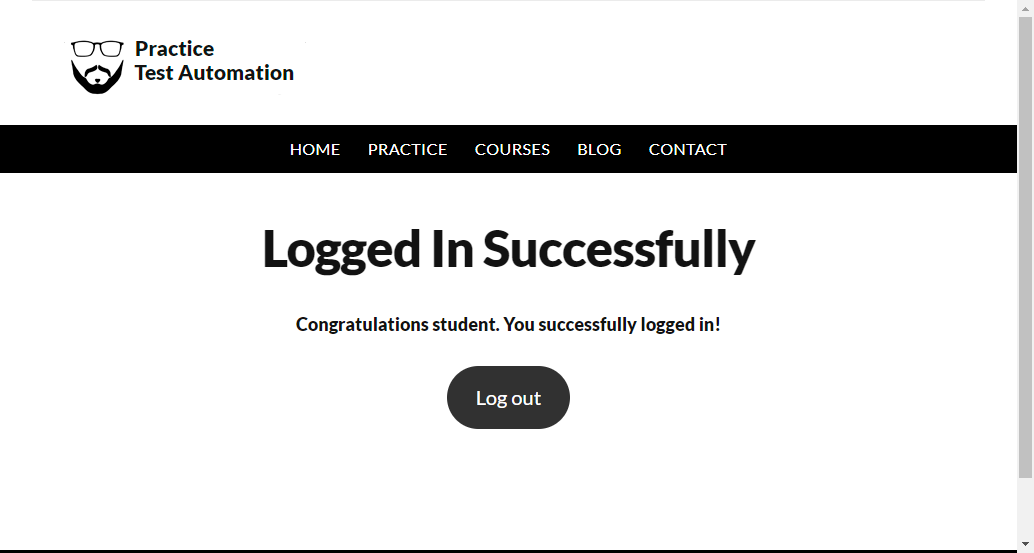 Practice
Test Automation
HOME PRACTICE COURSES BLOG CONTACT
Logged In Successfully
Congratulations student. You successfully logged in!
Log out